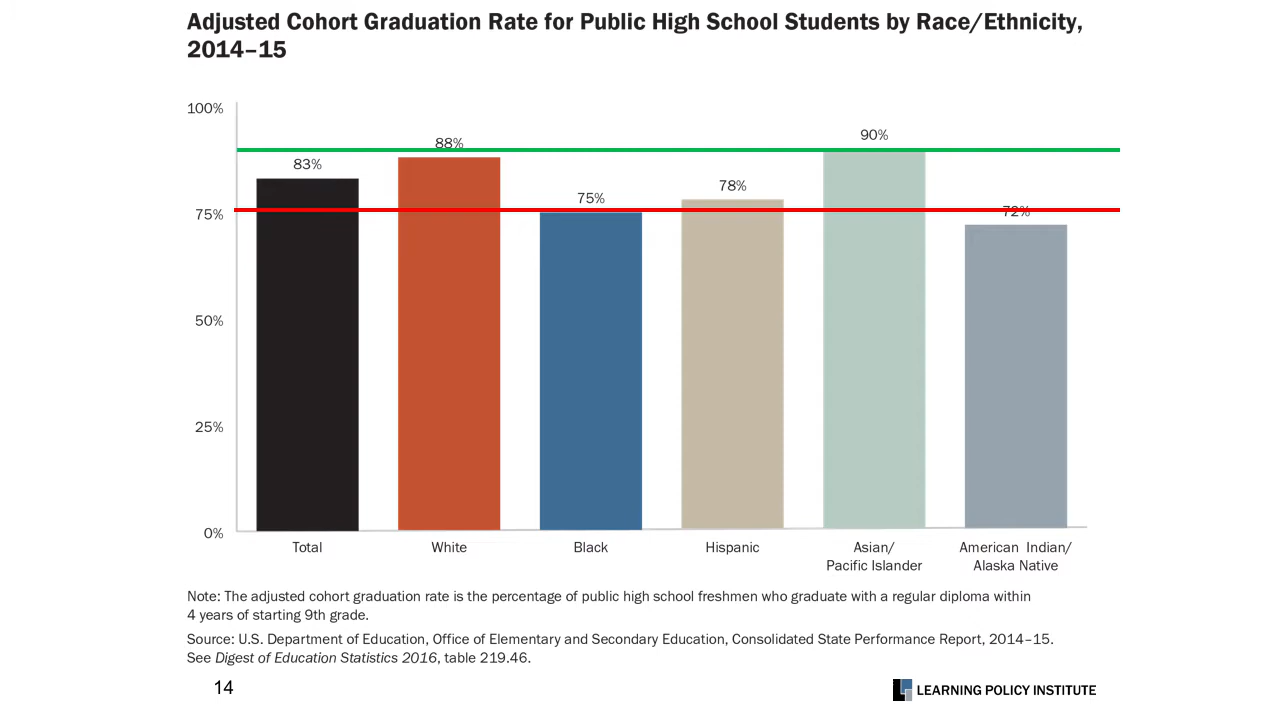 Adjusted Cohort Graduation Rate for Public High School Students by Race/Ethnicity,
2014–15
100%
75%
50%
25%
0%
83%
88%
75%
78%
90%
72%
Total
White
Black
Hispanic
Asian/
Pacific Islander
American Indian/
Alaska Native
Note: The adjusted cohort graduation rate is the percentage of public high school freshmen who graduate with a regular diploma within
4 years of starting 9th grade.
Source: U.S. Department of Education, Office of Elementary and Secondary Education, Consolidated State Performance Report, 2014–15.
See Digest of Education Statistics 2016, table 219.46.
14
LEARNING POLICY INSTITUTE